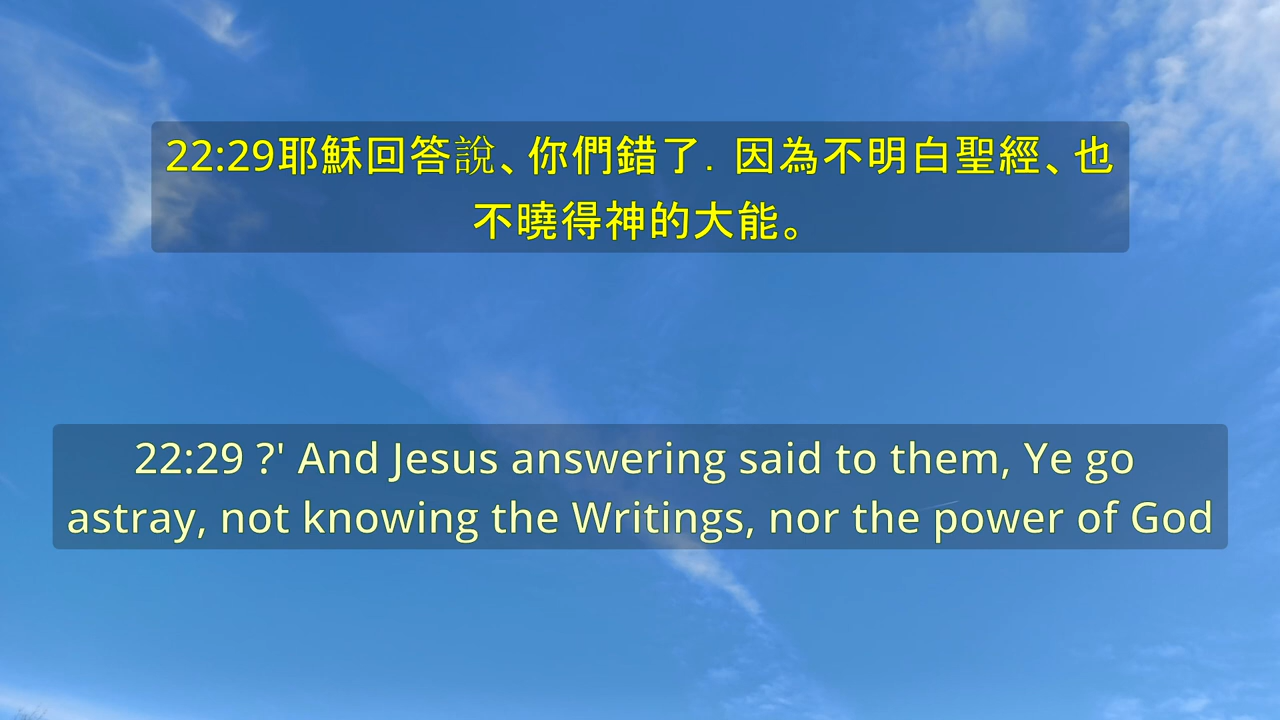 22:29耶穌回答說、你們錯了．因為不明白聖經、也
不曉得神的大能。
22:29 ?' And Jesus answering said to them, Ye go
astray, not knowing the Writings, nor the power of God